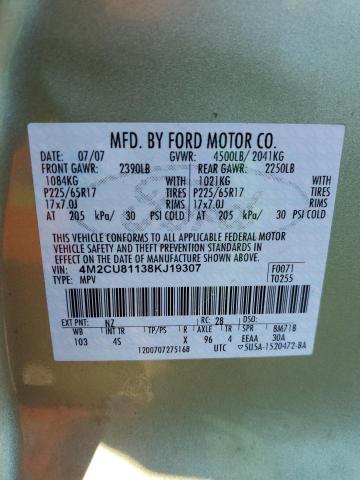 MFD. BY FORD MOTOR CO.
DATE: 07/07 GVWR: 4500LB/ 2041KG
FRONT GAWR: 2390LB REAR GAWR: 2250LB
1084KG WITH 1021KG WITH
P225/65R17 TIRES P225/65R17 TIRES
17x7.0J RIMS 17x7.0J RIMS
AT 205 kPa/ 30 PSI COLD AT 205 kPa/ 30 PSI COLD
THIS VEHICLE CONFORMS TO ALL APPLICABLE FEDERAL MOTOR
VEHICLE SAFETY AND THEFT PREVENTION STANDARDS IN
EFFECT ON THE DATE OF MANUFACTURE SHOWN ABOVE.
VIN: 4M2CU81138KJ19307 F0071
TYPE: MPV T0255
EXT PNT: NZ RC: 28 DSO:
WB INT TR TP/PS R AXLE TR SPR 8M71B
103 4S X 96 4 EEAA 30A
1200707275168 UTC 5U5A-1520472-BA